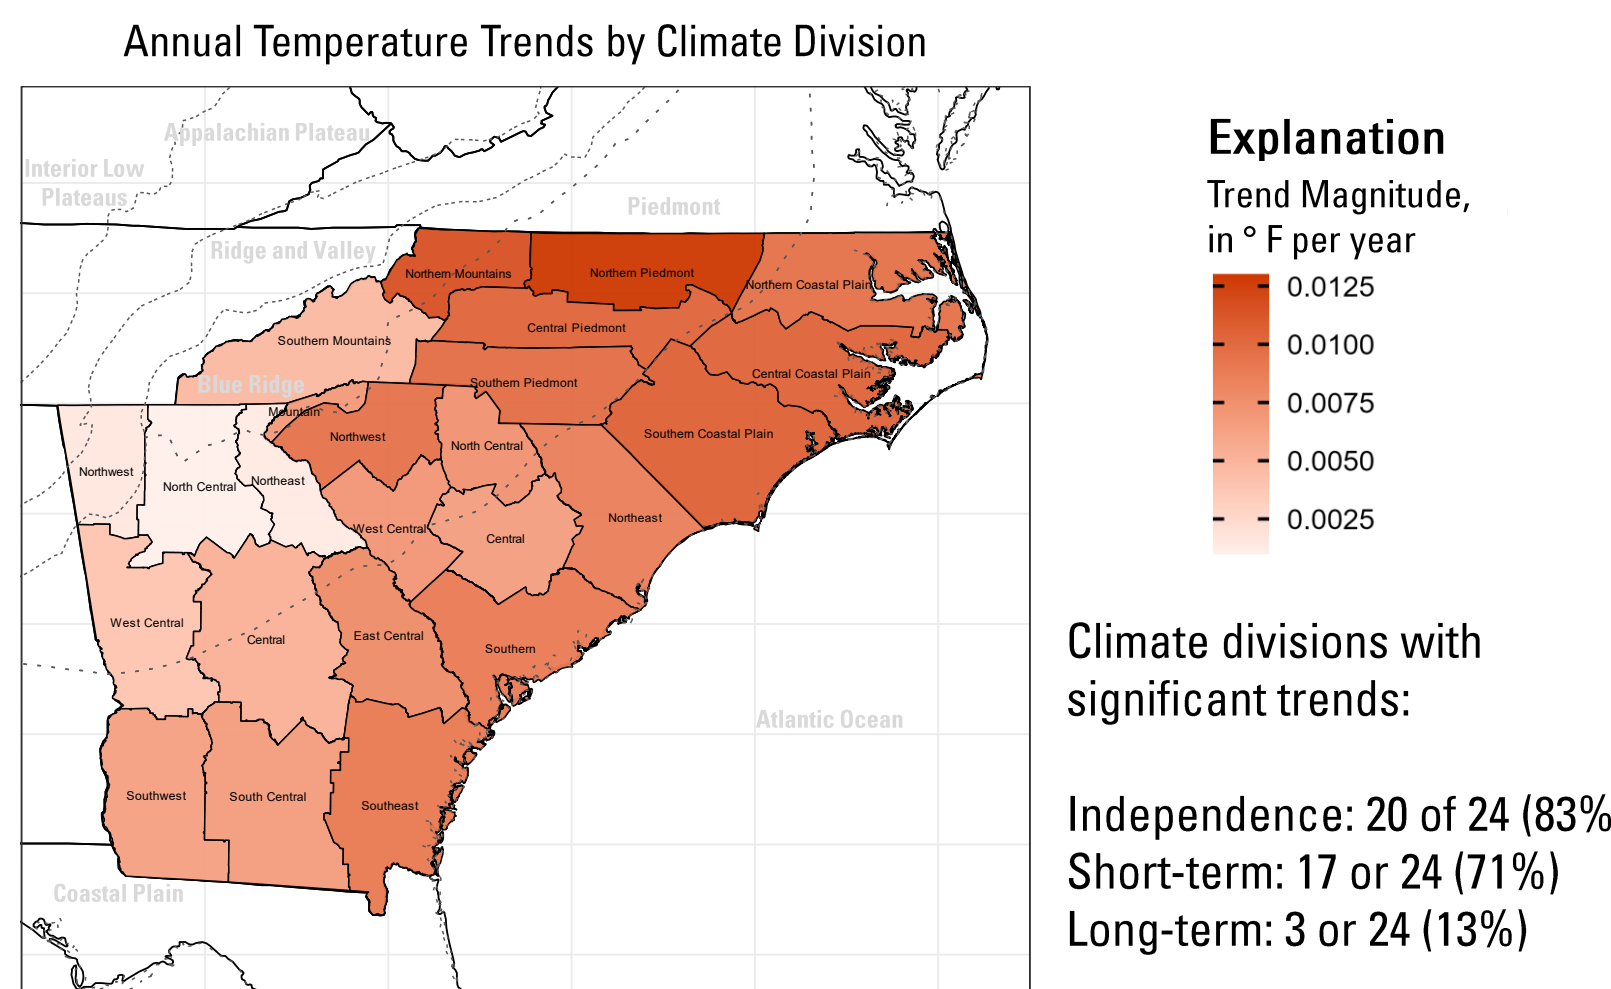 Annual Temperature Trends by Climate Division
Appalachian Plateau
Interior Low
Plateaus
Piedmont
Ridge and Valley
Northern Mountains
Northern Piedmont
Northern Coastal Plain
Central Piedmont
Southern Mountains
Central Coastal Plain
Blue Ridge
Southern Piedmont
Mountain
Northwest
North Central
Southern Coastal Plain
Northwest
North Central
Northeast
Northeast
West Central
Central
West Central
Central
East Central
Southern
Atlantic Ocean
Southwest
South Central
Southeast
Coastal Plain
Explanation
Trend Magnitude,
in ° F per year
0.0125
0.0100
0.0075
0.0050
0.0025
Climate divisions with
significant trends:
Independence: 20 of 24 (83%
Short-term: 17 or 24 (71%)
Long-term: 3 or 24 (13%)